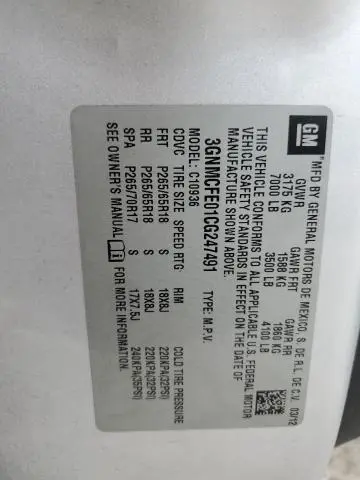 GM
MFD BY GENERAL MOTORS DE MEXICO, S. DE R.L. DE C.V. 03/12
GVWR GAWR FRT GAWR RR
3175 KG 1588 KG 1860 KG
7000 LB 3500 LB 4100 LB
THIS VEHICLE CONFORMS TO ALL APPLICABLE U.S. FEDERAL MOTOR
VEHICLE SAFETY STANDARDS IN EFFECT ON THE DATE OF
MANUFACTURE SHOWN ABOVE.
3GNMCFE01CG247491 TYPE: M.P.V.
MODEL: C10936
CDVC TIRE SIZE SPEED RTG: RIM COLD TIRE PRESSURE
FRT P265/65R18 S 18X8J 220KPA(32PSI)
RR P265/65R18 S 18X8J 220KPA(32PSI)
SPA P265/70R17 S 17X7.5J 240KPA(35PSI)
SEE OWNER'S MANUAL